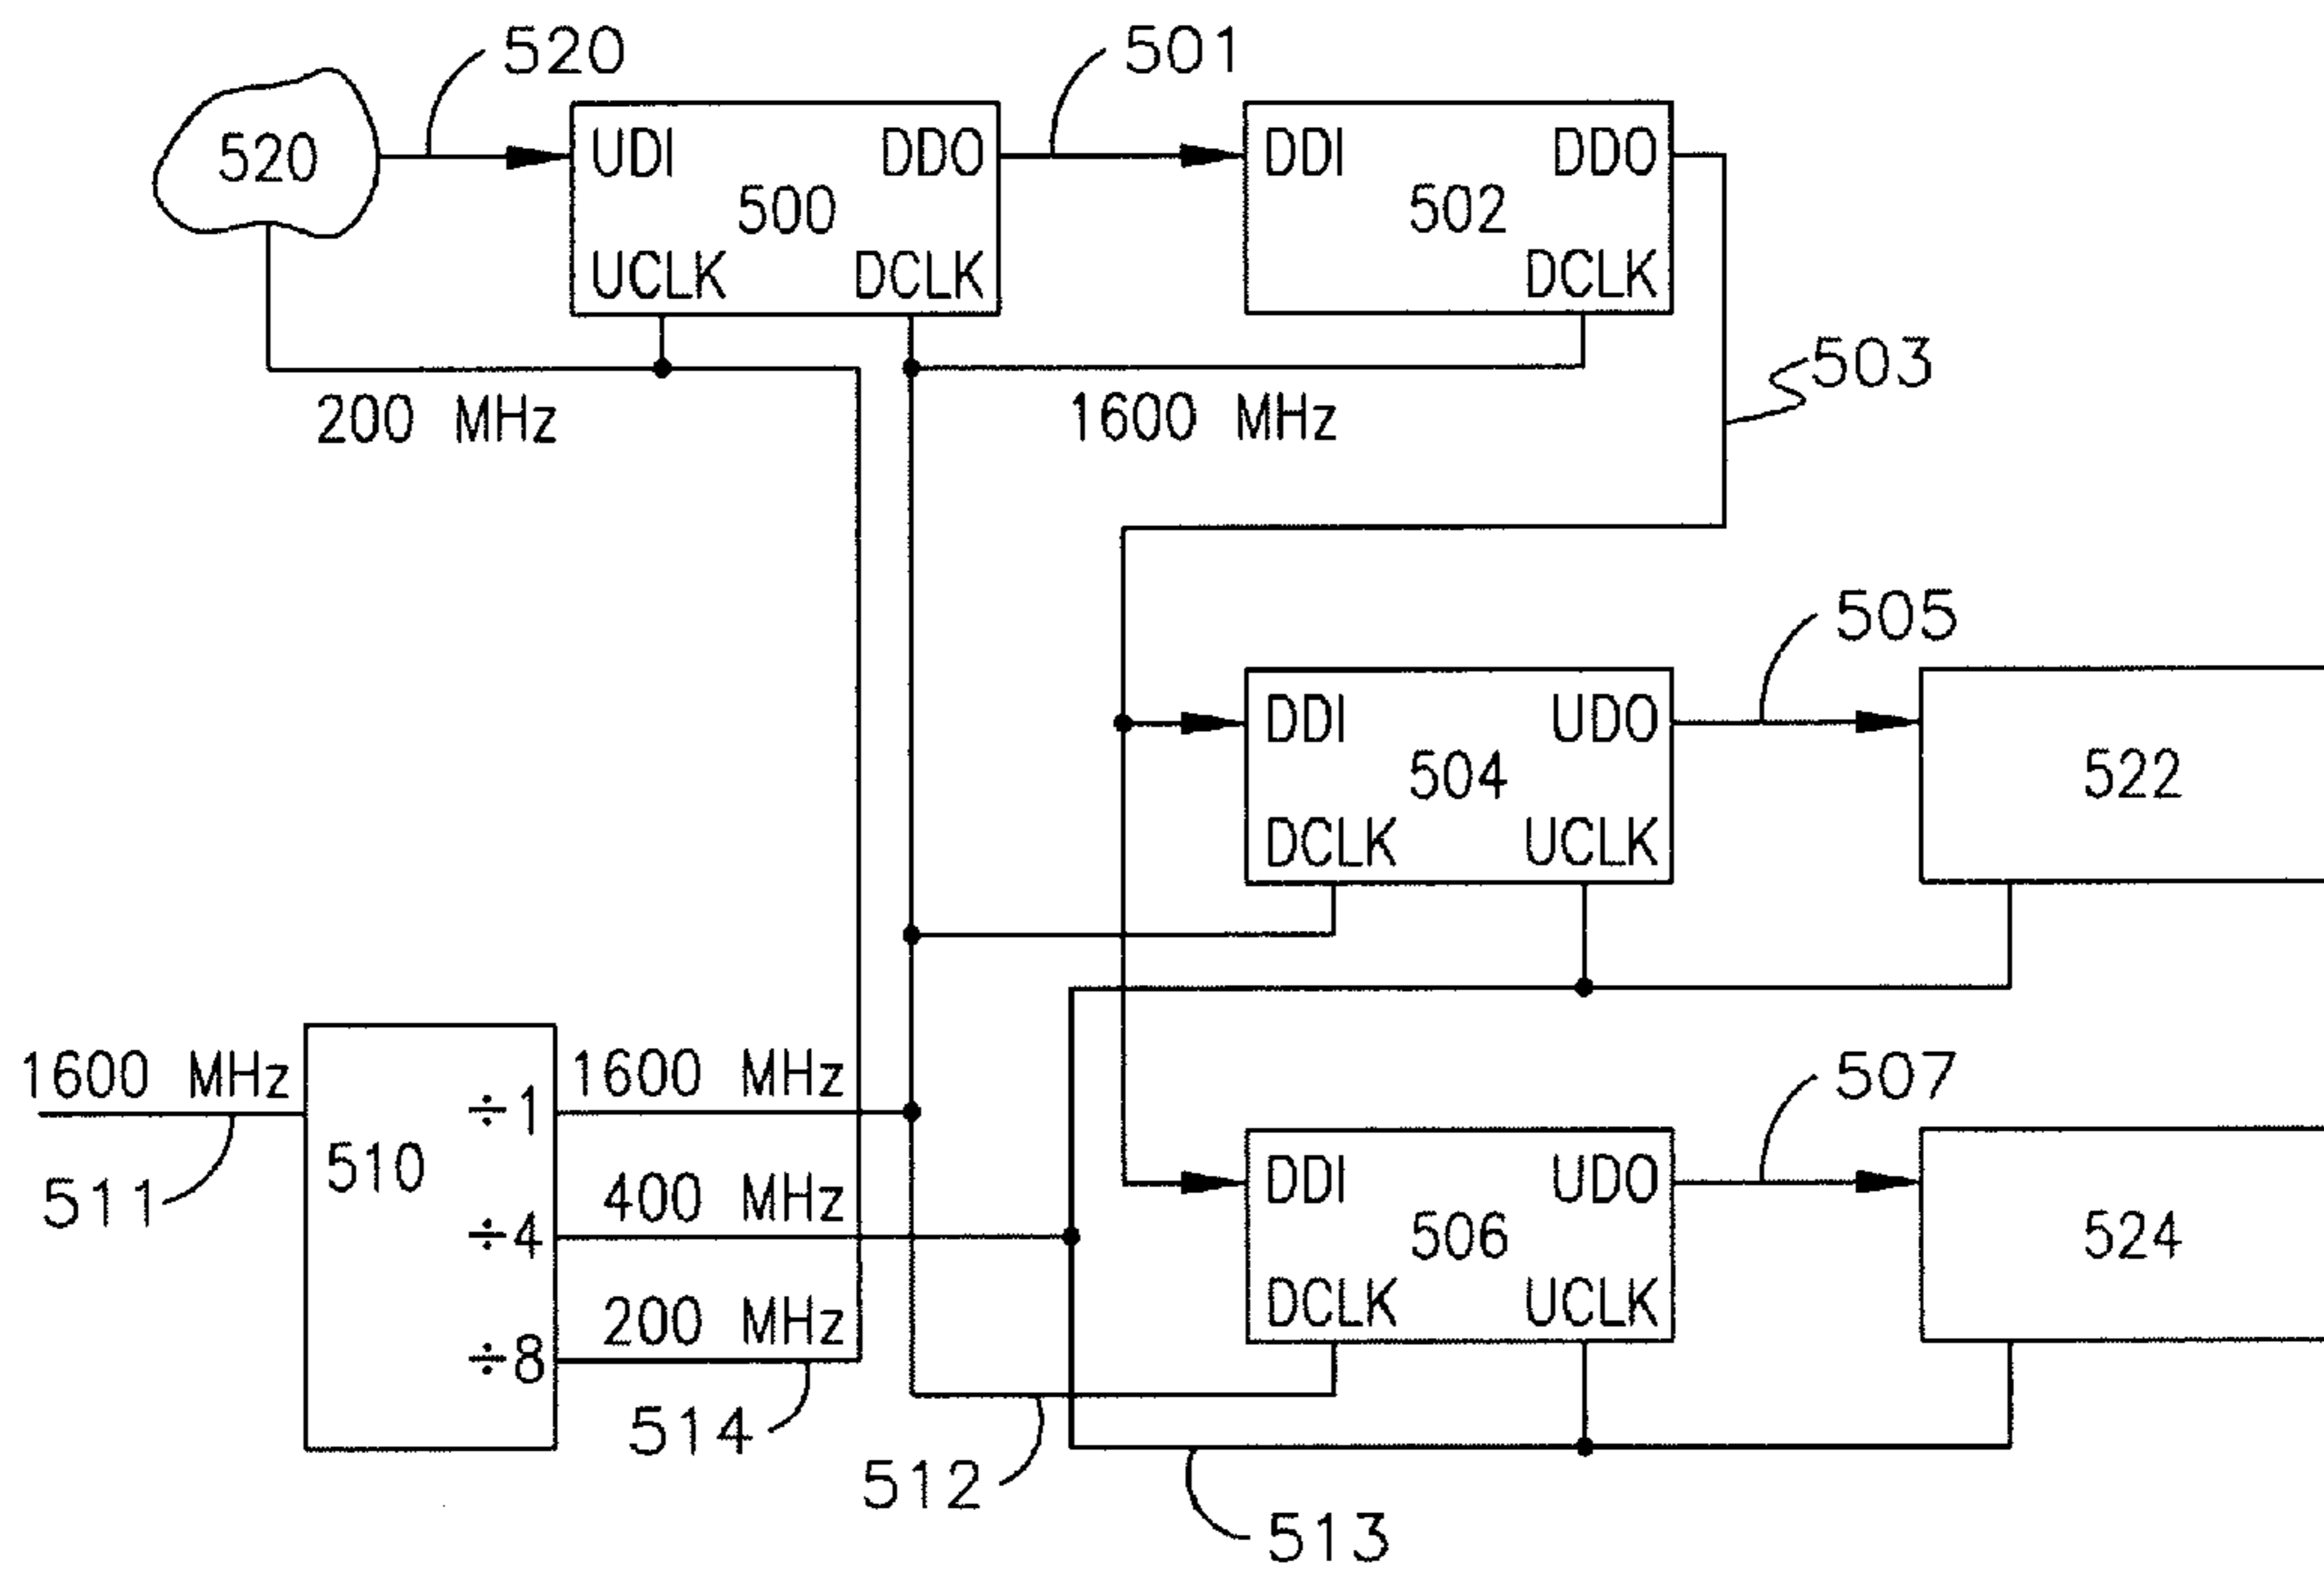 520
501
520
UDI DDO
500
UCLK DCLK
DDI DDO
502
DCLK
200 MHz
1600 MHz
503
505
DDI UDO
504
DCLK UCLK
522
1600 MHz
511
510
÷1
÷4
÷8
1600 MHz
400 MHz
200 MHz
514
512
513
507
DDI UDO
506
DCLK UCLK
524